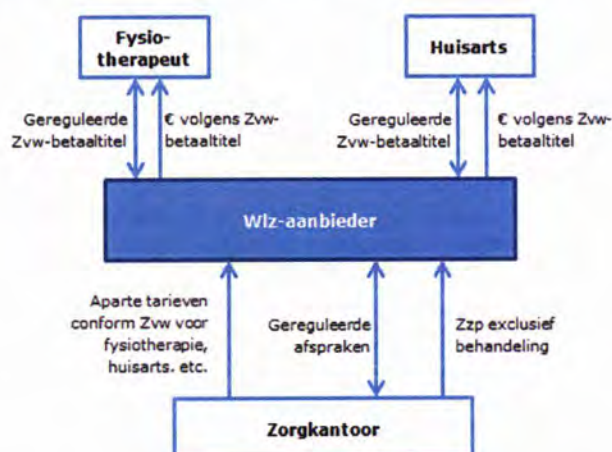 Fysio-
therapeut
Huisarts
Gereguleerde
Zvw-betaaltitel
€ volgens Zvw-
betaaltitel
Gereguleerde
Zvw-betaaltitel
€ volgens Zvw-
betaaltitel
Wlz-aanbieder
Aparte tarieven
conform Zvw voor
fysiotherapie,
huisarts. etc.
Gereguleerde
afspraken
Zzp exclusief
behandeling
Zorgkantoor